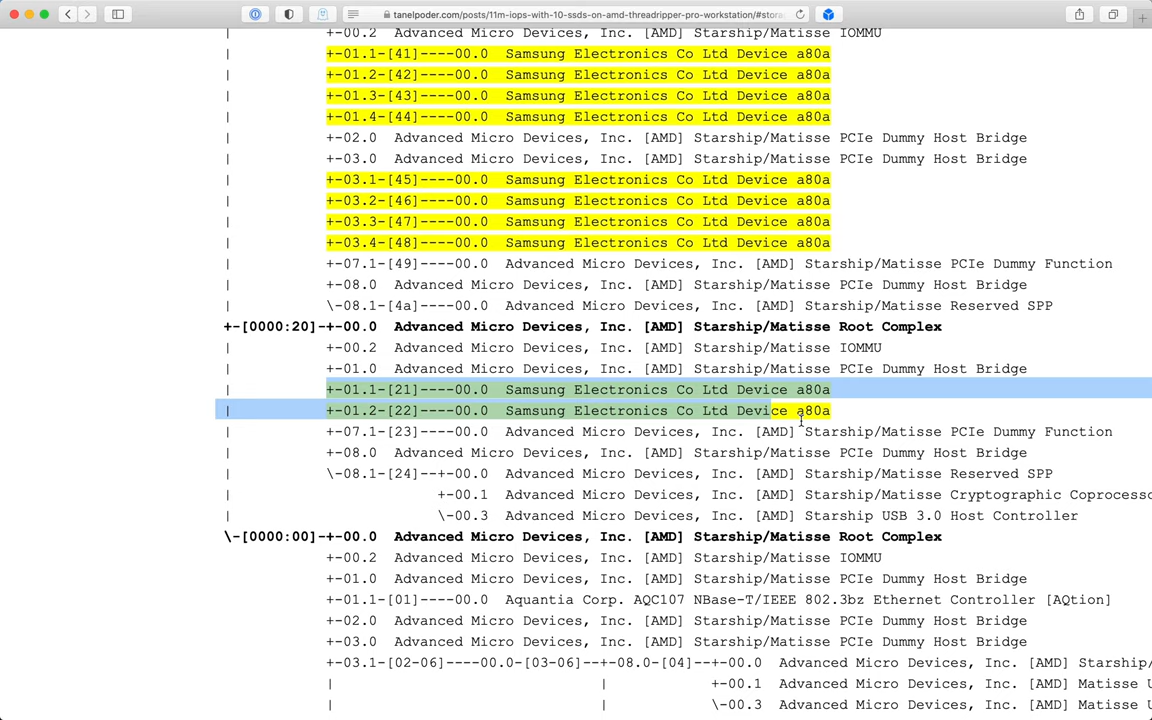 tanelpoder.com/posts/11m-iops-with-10-ssds-on-amd-threadripper-pro-workstation/#stora
| +-00.2 Advanced Micro Devices, Inc. [AMD] Starship/Matisse IOMMU
| +-01.1-[41]----00.0 Samsung Electronics Co Ltd Device a80a
| +-01.2-[42]----00.0 Samsung Electronics Co Ltd Device a80a
| +-01.3-[43]----00.0 Samsung Electronics Co Ltd Device a80a
| +-01.4-[44]----00.0 Samsung Electronics Co Ltd Device a80a
| +-02.0 Advanced Micro Devices, Inc. [AMD] Starship/Matisse PCIe Dummy Host Bridge
| +-03.0 Advanced Micro Devices, Inc. [AMD] Starship/Matisse PCIe Dummy Host Bridge
| +-03.1-[45]----00.0 Samsung Electronics Co Ltd Device a80a
| +-03.2-[46]----00.0 Samsung Electronics Co Ltd Device a80a
| +-03.3-[47]----00.0 Samsung Electronics Co Ltd Device a80a
| +-03.4-[48]----00.0 Samsung Electronics Co Ltd Device a80a
| +-07.1-[49]----00.0 Advanced Micro Devices, Inc. [AMD] Starship/Matisse PCIe Dummy Function
| +-08.0 Advanced Micro Devices, Inc. [AMD] Starship/Matisse PCIe Dummy Host Bridge
| \-08.1-[4a]----00.0 Advanced Micro Devices, Inc. [AMD] Starship/Matisse Reserved SPP
+-[0000:20]-+-00.0 Advanced Micro Devices, Inc. [AMD] Starship/Matisse Root Complex
| +-00.2 Advanced Micro Devices, Inc. [AMD] Starship/Matisse IOMMU
| +-01.0 Advanced Micro Devices, Inc. [AMD] Starship/Matisse PCIe Dummy Host Bridge
| +-01.1-[21]----00.0 Samsung Electronics Co Ltd Device a80a
| +-01.2-[22]----00.0 Samsung Electronics Co Ltd Device a80a
| +-07.1-[23]----00.0 Advanced Micro Devices, Inc. [AMD] Starship/Matisse PCIe Dummy Function
| +-08.0 Advanced Micro Devices, Inc. [AMD] Starship/Matisse PCIe Dummy Host Bridge
| \-08.1-[24]--+-00.0 Advanced Micro Devices, Inc. [AMD] Starship/Matisse Reserved SPP
| +-00.1 Advanced Micro Devices, Inc. [AMD] Starship/Matisse Cryptographic Coprocesso
| \-00.3 Advanced Micro Devices, Inc. [AMD] Starship USB 3.0 Host Controller
\-[0000:00]-+-00.0 Advanced Micro Devices, Inc. [AMD] Starship/Matisse Root Complex
+-00.2 Advanced Micro Devices, Inc. [AMD] Starship/Matisse IOMMU
+-01.0 Advanced Micro Devices, Inc. [AMD] Starship/Matisse PCIe Dummy Host Bridge
+-01.1-[01]----00.0 Aquantia Corp. AQC107 NBase-T/IEEE 802.3bz Ethernet Controller [AQtion]
+-02.0 Advanced Micro Devices, Inc. [AMD] Starship/Matisse PCIe Dummy Host Bridge
+-03.0 Advanced Micro Devices, Inc. [AMD] Starship/Matisse PCIe Dummy Host Bridge
+-03.1-[02-06]----00.0-[03-06]--+-08.0-[04]--+-00.0 Advanced Micro Devices, Inc. [AMD] Starship/
| | +-00.1 Advanced Micro Devices, Inc. [AMD] Matisse U
| | \-00.3 Advanced Micro Devices, Inc. [AMD] Matisse U